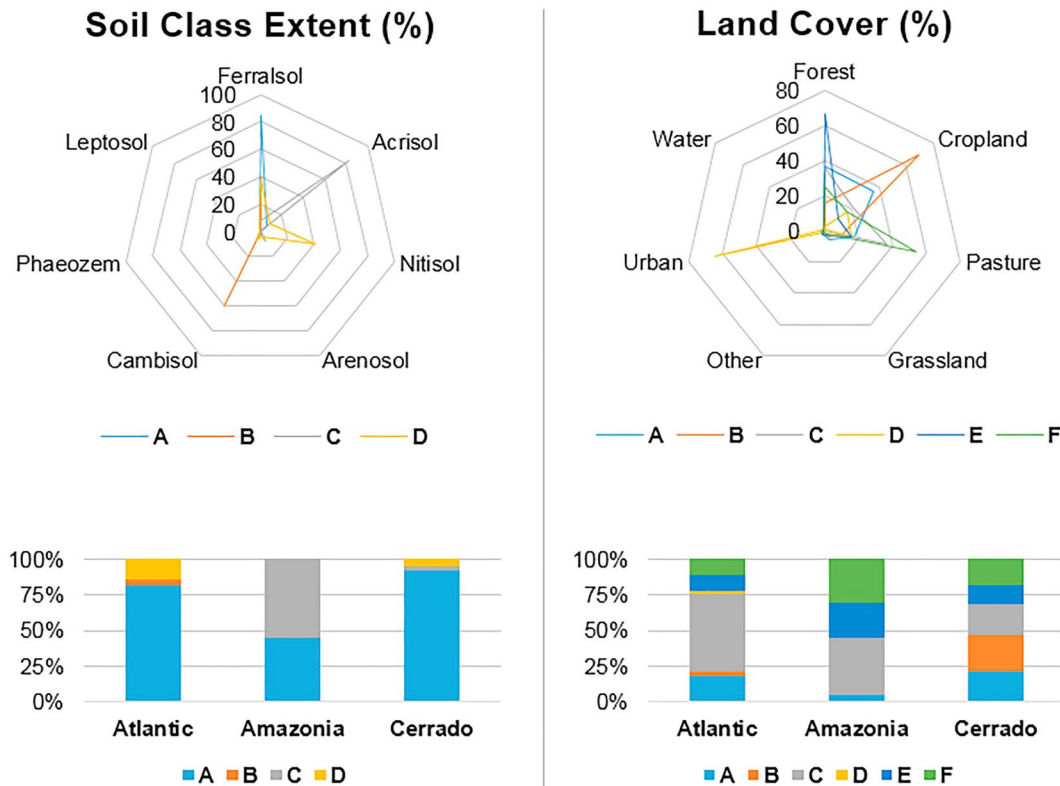 Soil Class Extent (%)
Ferralsol
100
80
60
40
20
0
Acrisol
Nitisol
Arenosol
Cambisol
Phaeozem
Leptosol
A B C D
100%
75%
50%
25%
0%
Atlantic Amazonia Cerrado
A B C D
Land Cover (%)
Forest
80
60
40
20
0
Cropland
Pasture
Grassland
Other
Urban
Water
A B C D E F
100%
75%
50%
25%
0%
Atlantic Amazonia Cerrado
A B C D E F